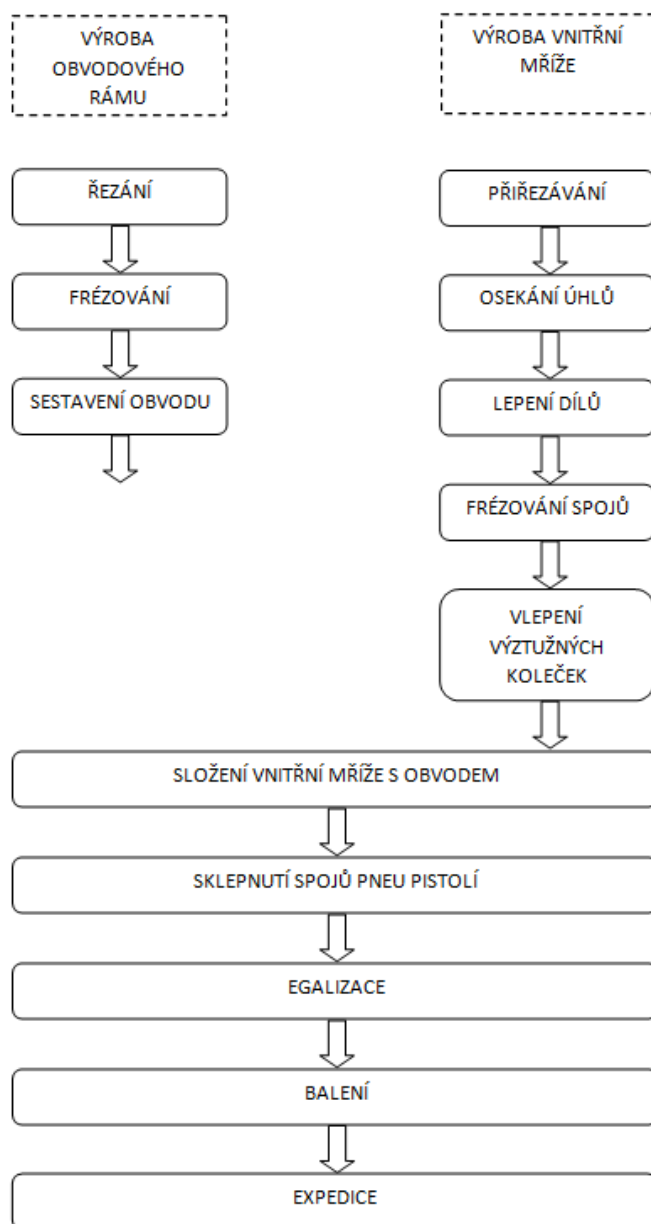 VÝROBA
OBVODOVÉHO
RÁMU
VÝROBA VNITŘNÍ
MŘÍŽE
ŘEZÁNÍ
FRÉZOVÁNÍ
SESTAVENÍ OBVODU
PŘIŘEZÁVÁNÍ
OSEKÁNÍ ÚHLŮ
LEPENÍ DÍLŮ
FRÉZOVÁNÍ SPOJŮ
VLEPENÍ
VÝZTUŽNÝCH
KOLEČEK
SLOŽENÍ VNITŘNÍ MŘÍŽE S OBVODEM
SKLEPNUTÍ SPOJŮ PNEU PISTOLÍ
EGALIZACE
BALENÍ
EXPEDICE